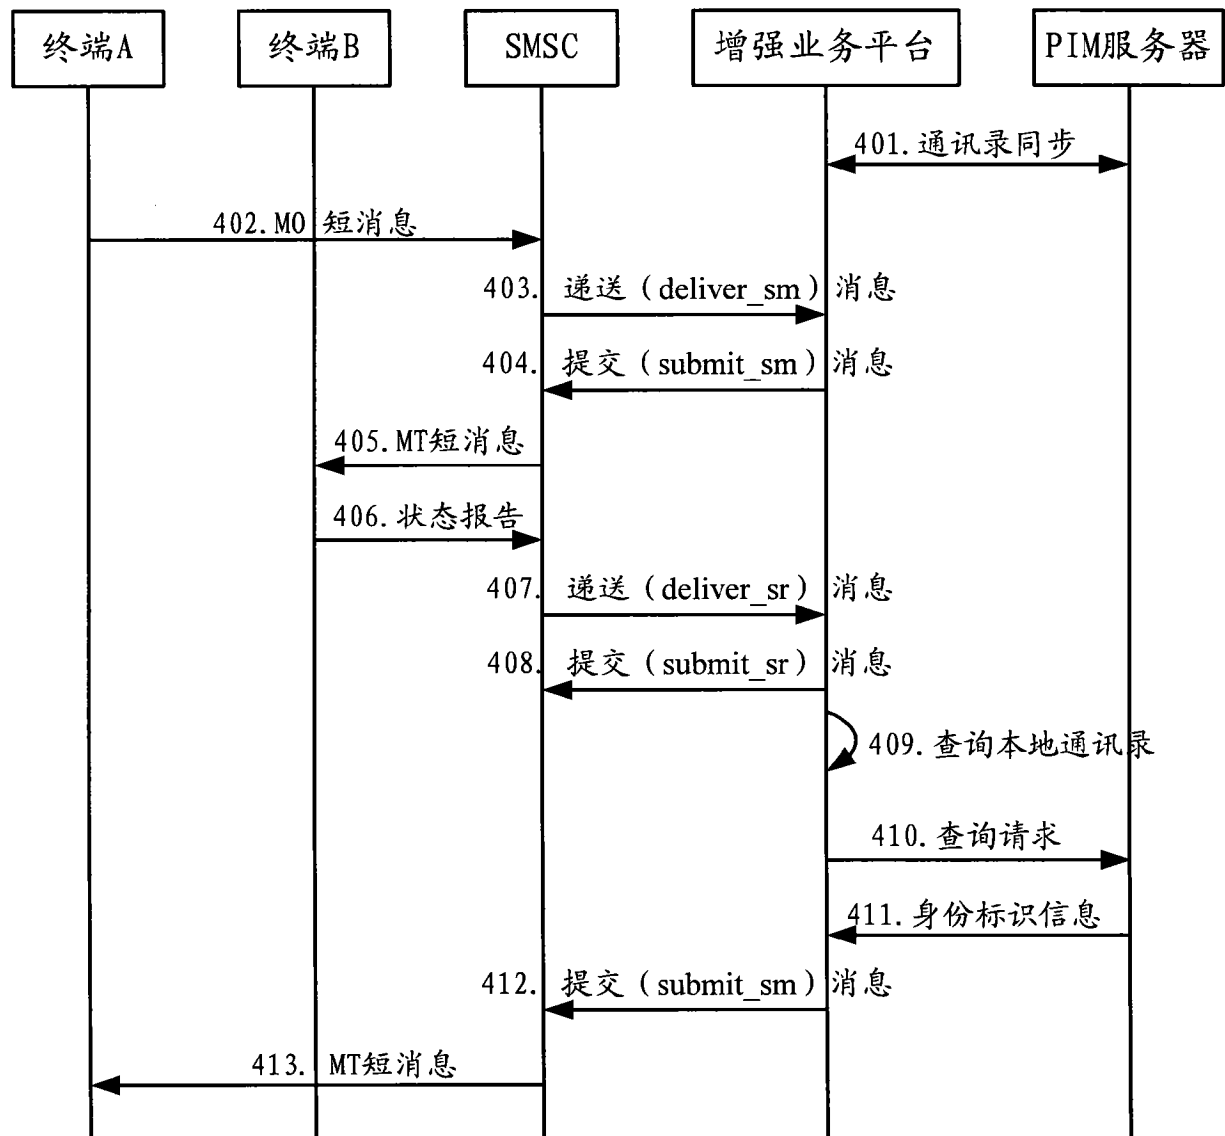 终端A
终端B
SMSC
增强业务平台
PIM服务器
401.通讯录同步
402.MO 短消息
403. 递送（deliver_sm）消息
404. 提交（submit_sm）消息
405.MT短消息
406.状态报告
407. 递送（deliver_sr）消息
408. 提交（submit_sr）消息
409.查询本地通讯录
410.查询请求
411.身份标识信息
412. 提交（submit_sm）消息
413. MT短消息